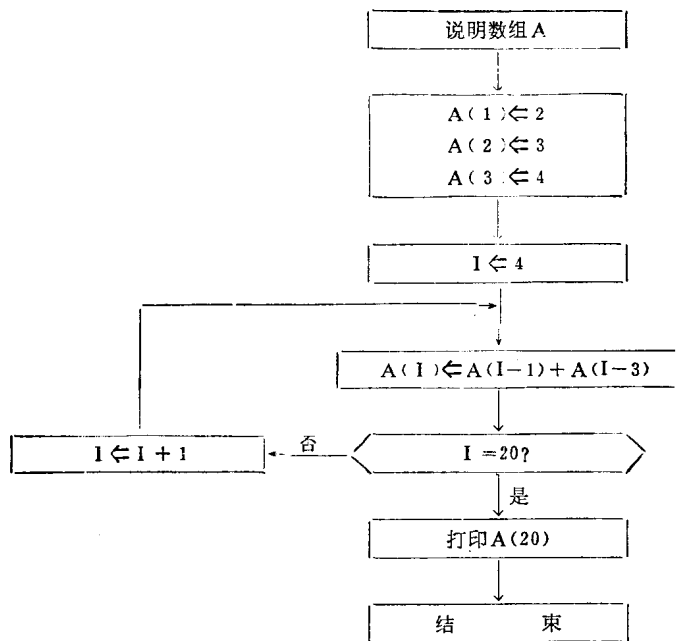 说明数组A
A(1)⇐2
A(2)⇐3
A(3⇐4
I⇐4
A(I)⇐A(I-1)+A(I-3)
否
I⇐I+1
I=20?
是
打印A(20)
结 束